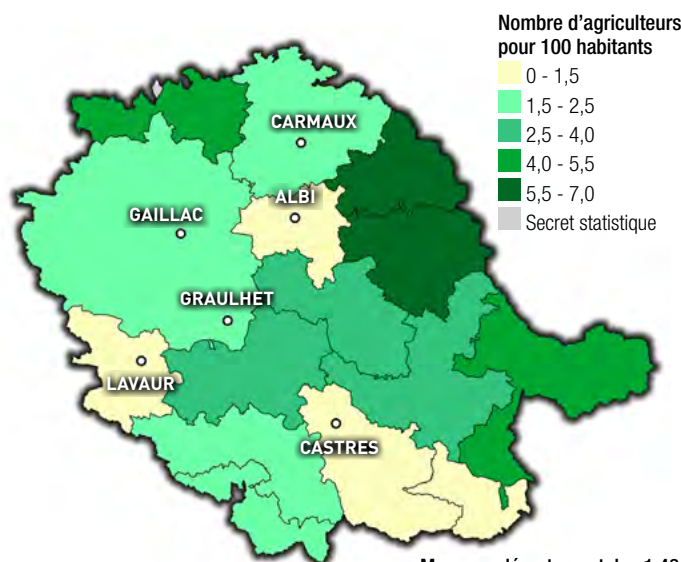 Nombre d'agriculteurs
pour 100 habitants
0 - 1,5
1,5 - 2,5
2,5 - 4,0
4,0 - 5,5
5,5 - 7,0
Secret statistique
CARMAUX
ALBI
GAILLAC
GRAULHET
LAVAUR
CASTRES